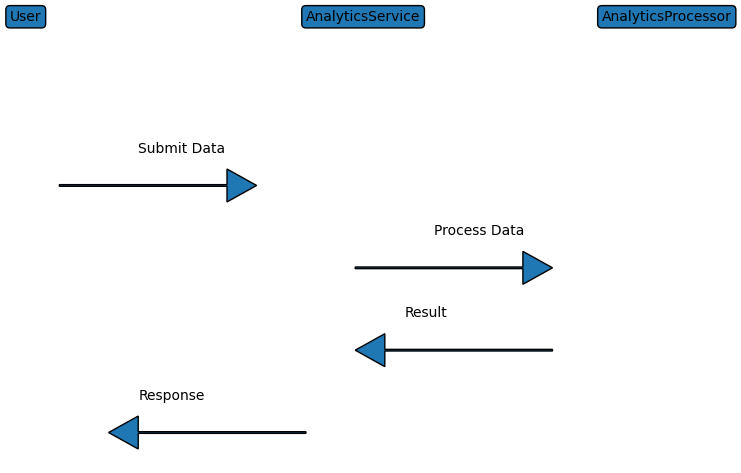 User
AnalyticsService
AnalyticsProcessor
Submit Data
Process Data
Result
Response